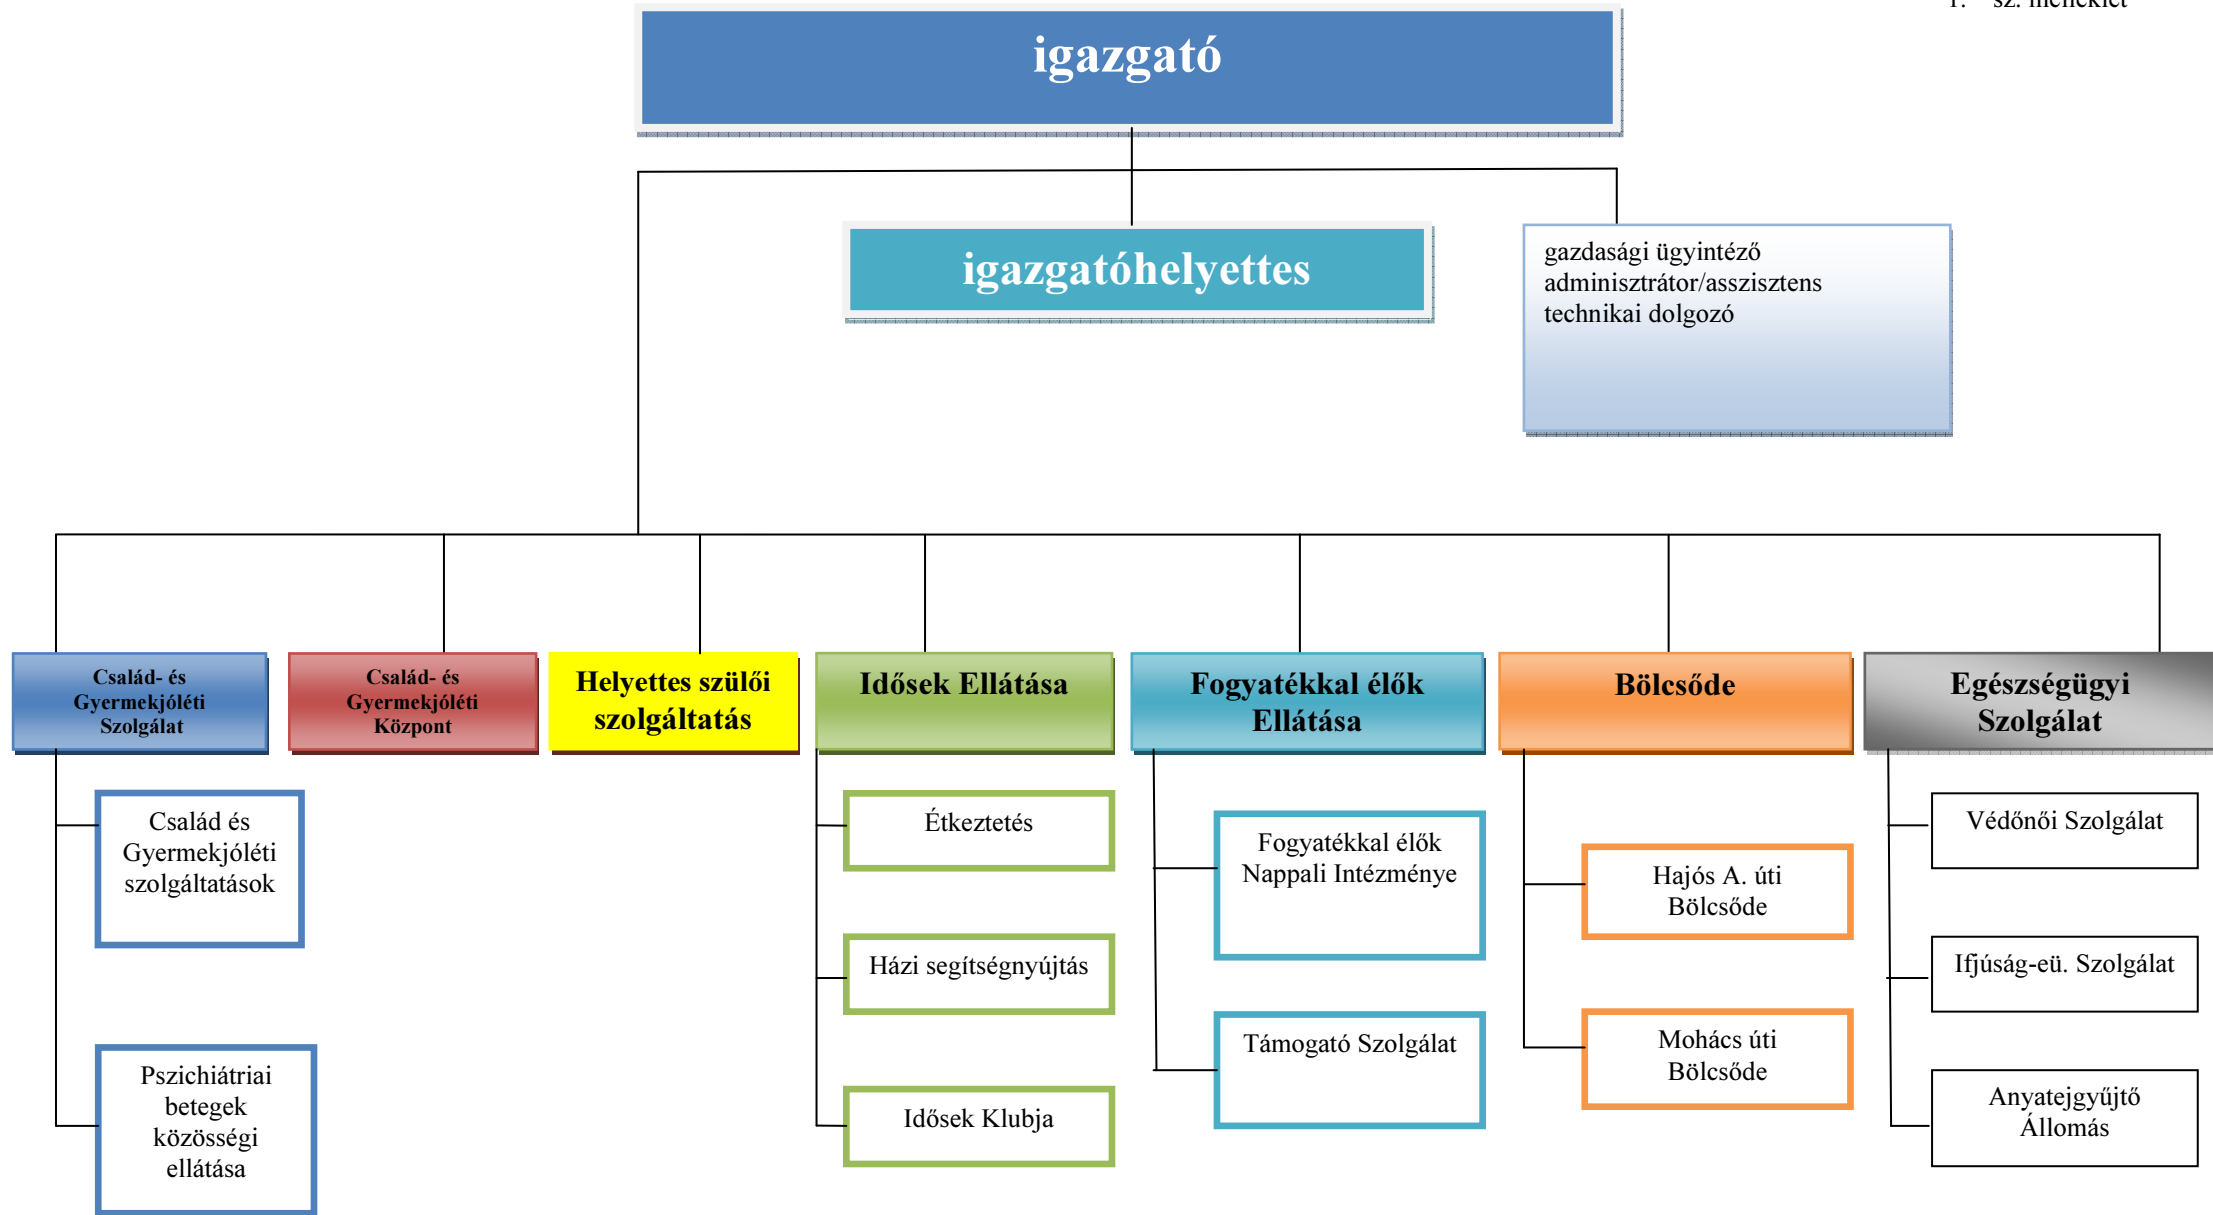 1. sz. melléklet
igazgató
igazgatóhelyettes
gazdasági ügyintéző
adminisztrátor/asszisztens
technikai dolgozó
Család- és
Gyermekjóléti
Szolgálat
Család- és
Gyermekjóléti
Központ
Helyettes szülői
szolgáltatás
Idősek Ellátása
Fogyatékkal élők
Ellátása
Bölcsőde
Egészségügyi
Szolgálat
Család és
Gyermekjóléti
szolgáltatások
Pszichiátriai
betegek
közösségi
ellátása
Étkeztetés
Házi segítségnyújtás
Idősek Klubja
Fogyatékkal élők
Nappali Intézménye
Támogató Szolgálat
Hajós A. úti
Bölcsőde
Mohács úti
Bölcsőde
Védőnői Szolgálat
Ifjúság-eü. Szolgálat
Anyatejgyűjtő
Állomás